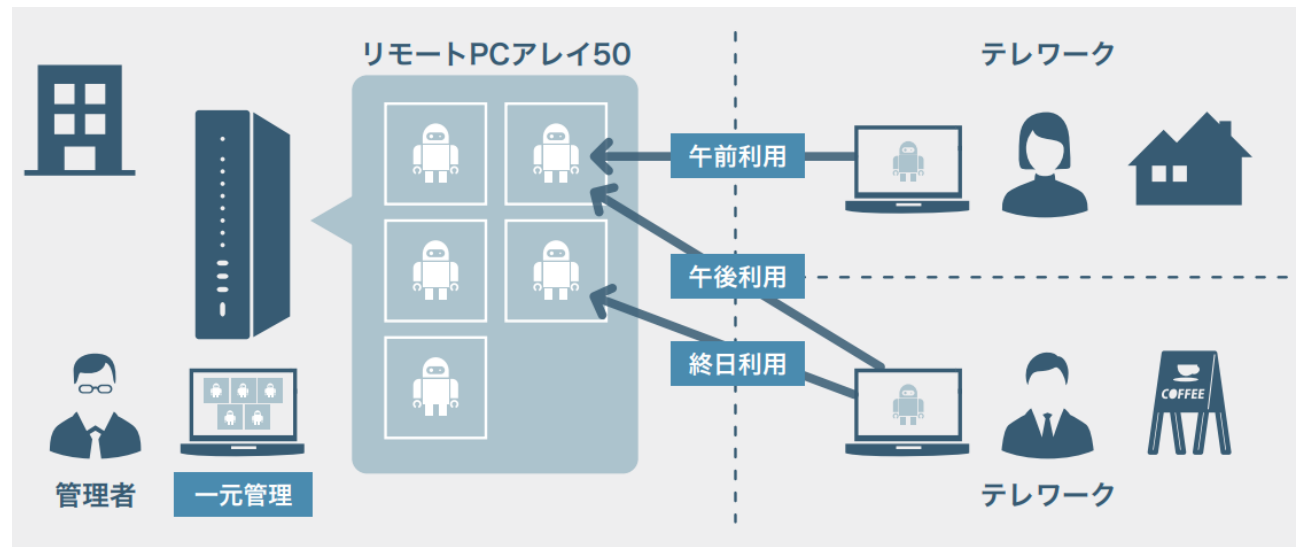 リモートPCアレイ50
テレワーク
午前利用
午後利用
終日利用
COFFEE
管理者
一元管理
テレワーク